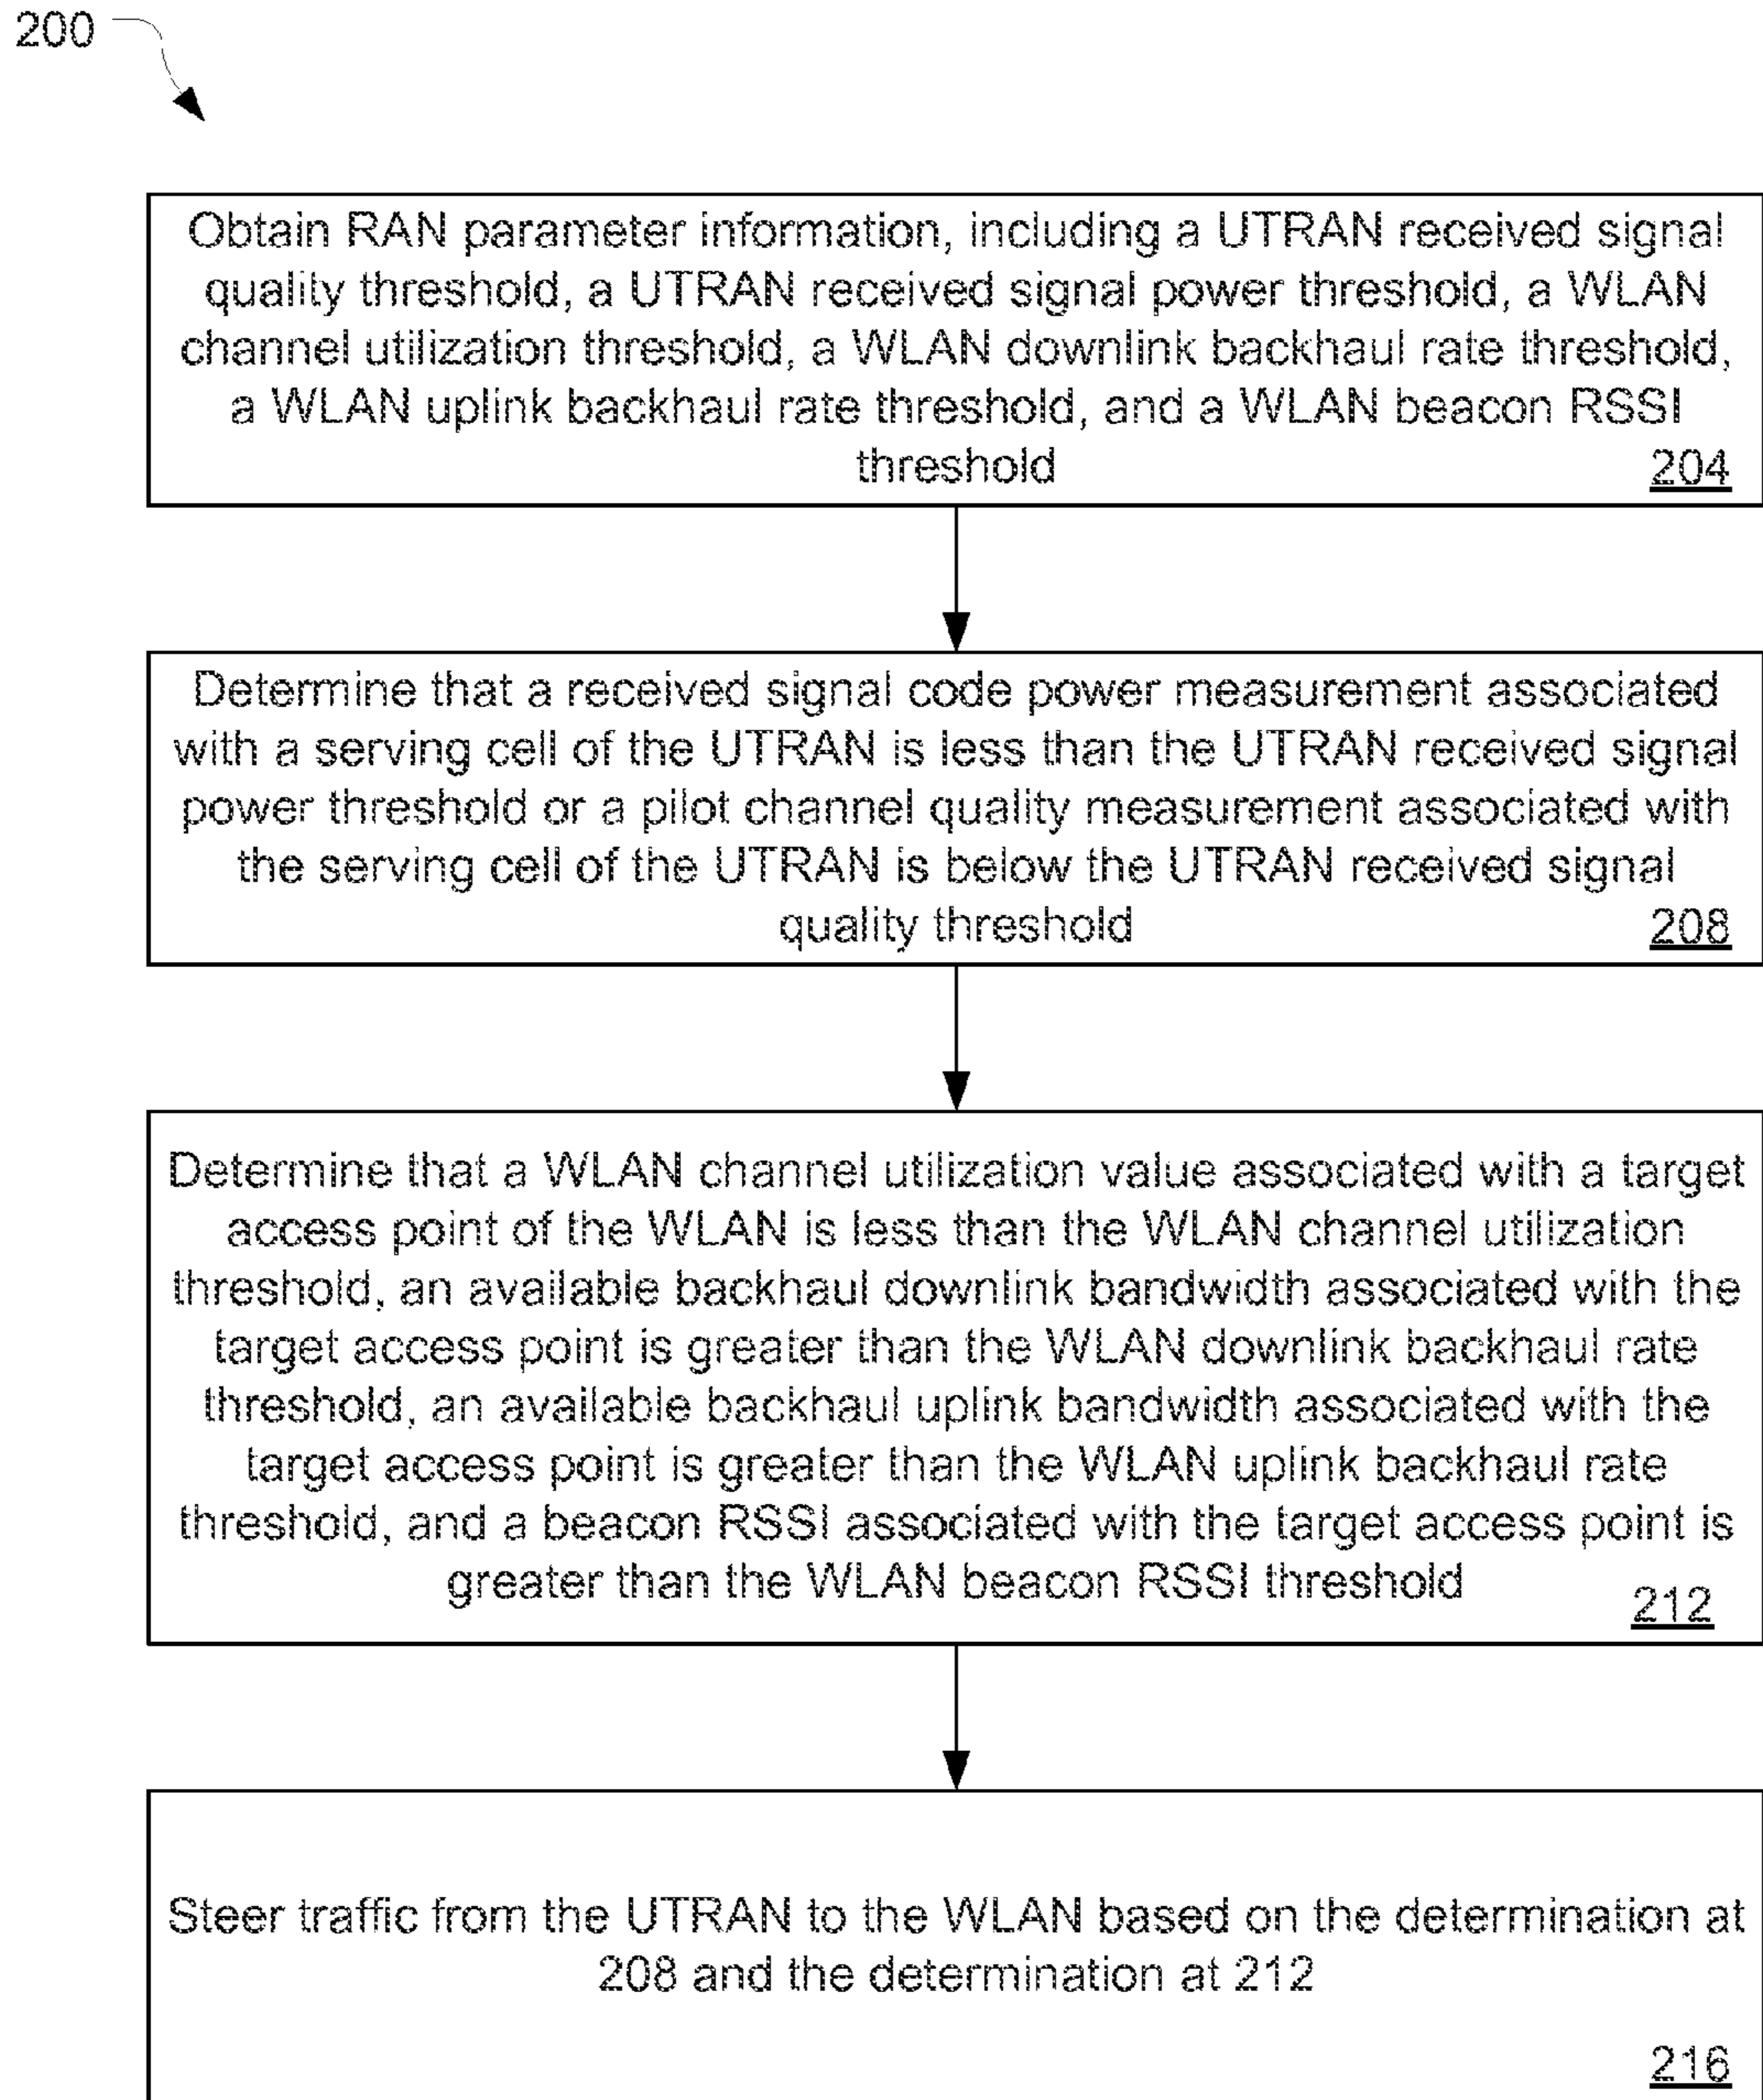 200
Obtain RAN parameter information, including a UTRAN received signal
quality threshold, a UTRAN received signal power threshold, a WLAN
channel utilization threshold, a WLAN downlink backhaul rate threshold,
a WLAN uplink backhaul rate threshold, and a WLAN beacon RSSI
threshold
204
Determine that a received signal code power measurement associated
with a serving cell of the UTRAN is less than the UTRAN received signal
power threshold or a pilot channel quality measurement associated with
the serving cell of the UTRAN is below the UTRAN received signal
quality threshold
208
Determine that a WLAN channel utilization value associated with a target
access point of the WLAN is less than the WLAN channel utilization
threshold, an available backhaul downlink bandwidth associated with the
target access point is greater than the WLAN downlink backhaul rate
threshold, an available backhaul uplink bandwidth associated with the
target access point is greater than the WLAN uplink backhaul rate
threshold, and a beacon RSSI associated with the target access point is
greater than the WLAN beacon RSSI threshold
212
Steer traffic from the UTRAN to the WLAN based on the determination at
208 and the determination at 212
216